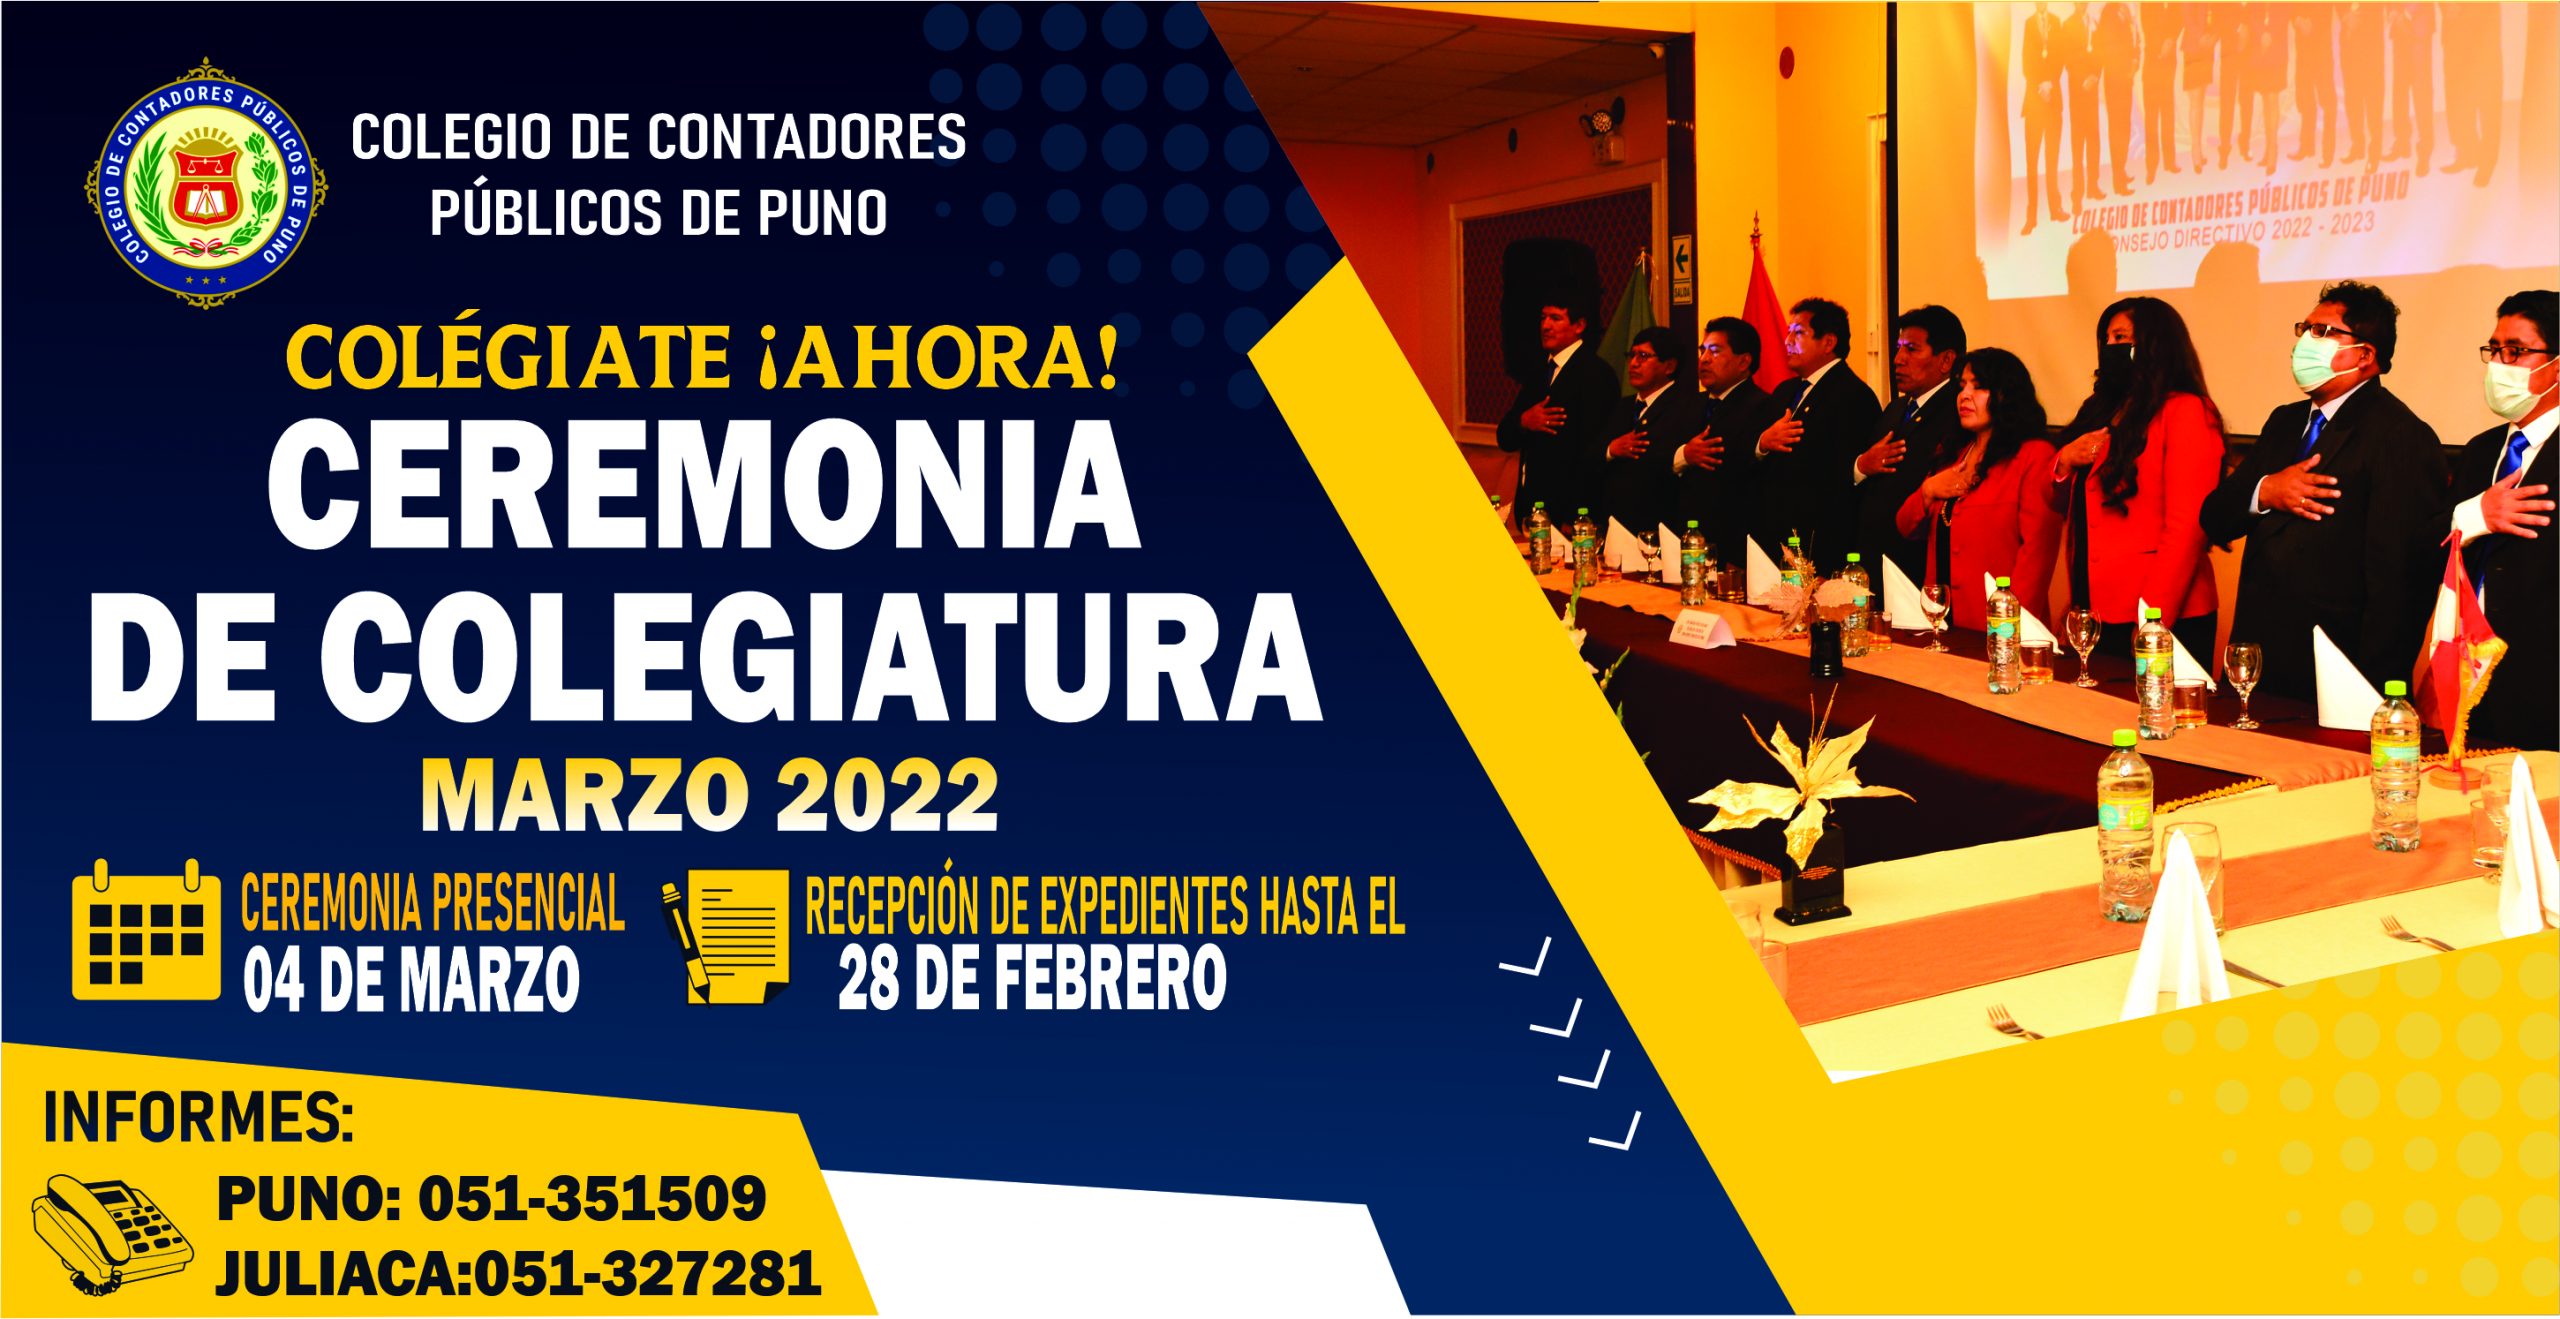 COLEGIO DE CONTADORES PÚBLICOS DE PUNO
COLEGIO DE CONTADORES
PÚBLICOS DE PUNO
COLÉGIATE ¡AHORA!
CEREMONIA
DE COLEGIATURA
MARZO 2022
CEREMONIA PRESENCIAL
04 DE MARZO
RECEPCIÓN DE EXPEDIENTES HASTA EL
28 DE FEBRERO
INFORMES:
PUNO: 051-351509
JULIACA:051-327281
COLEGIO DE CONTADORES PÚBLICOS DE PUNO
CONSEJO DIRECTIVO 2022 - 2023
SALIDA